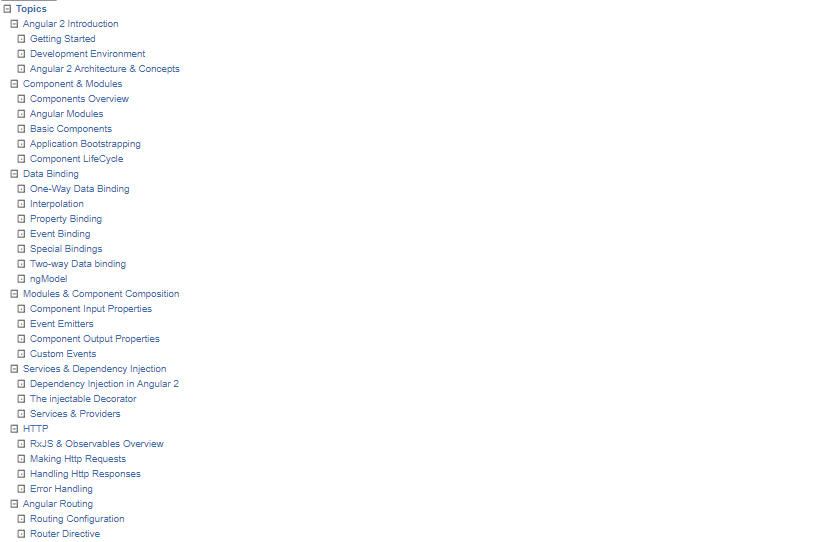 Topics
Angular 2 Introduction
Getting Started
Development Environment
Angular 2 Architecture & Concepts
Component & Modules
Components Overview
Angular Modules
Basic Components
Application Bootstrapping
Component LifeCycle
Data Binding
One-Way Data Binding
Interpolation
Property Binding
Event Binding
Special Bindings
Two-way Data binding
ngModel
Modules & Component Composition
Component Input Properties
Event Emitters
Component Output Properties
Custom Events
Services & Dependency Injection
Dependency Injection in Angular 2
The injectable Decorator
Services & Providers
HTTP
RxJS & Observables Overview
Making Http Requests
Handling Http Responses
Error Handling
Angular Routing
Routing Configuration
Router Directive